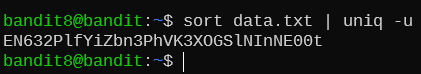 bandit8@bandit:~$ sort data.txt | uniq -u
EN632PlfYiZbn3PhVK3XOGSlNInNE00t
bandit8@bandit:~$